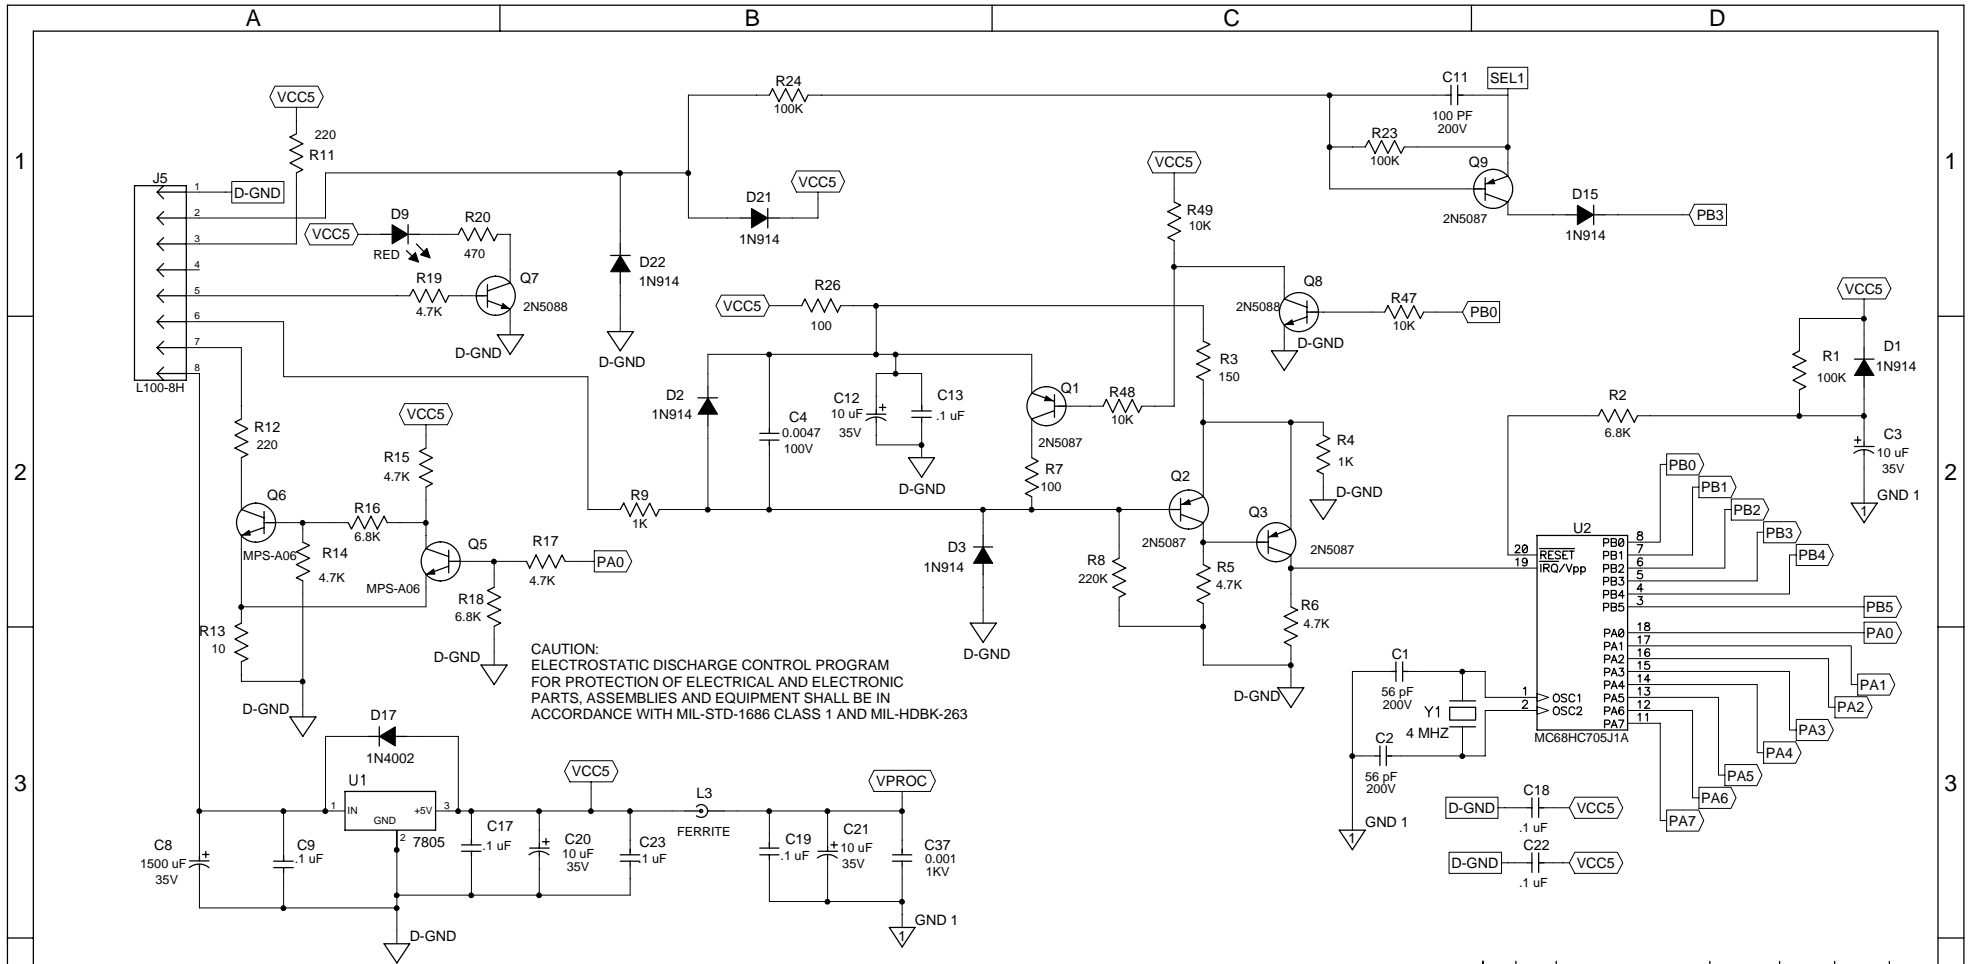 A B C D
1
1
2
2
3
3
VCC5
220
R11
J5
1
2
3
4
5
6
7
8
L100-8H
D-GND
VCC5
D9
RED
R20
470
R19
4.7K
Q7
2N5088
D-GND
R24
100K
D21
1N914
VCC5
D22
1N914
D-GND
C11
100 PF
200V
SEL1
R23
100K
Q9
2N5087
D15
1N914
PB3
VCC5
R49
10K
Q8
2N5088
D-GND
R47
10K
PB0
VCC5
R26
100
D2
1N914
C4
0.0047
100V
C12
10 uF
35V
+
C13
.1 uF
D-GND
Q1
2N5087
R48
10K
R7
100
R3
150
R4
1K
D-GND
Q2
2N5087
Q3
2N5087
R5
4.7K
R6
4.7K
R8
220K
D-GND
D3
1N914
D-GND
R9
1K
VCC5
R1
100K
D1
1N914
R2
6.8K
+
C3
10 uF
35V
GND 1
1
R12
220
VCC5
R15
4.7K
Q6
MPS-A06
R16
6.8K
R14
4.7K
Q5
MPS-A06
R17
4.7K
PA0
R18
6.8K
D-GND
R13
10
D-GND
CAUTION:
ELECTROSTATIC DISCHARGE CONTROL PROGRAM
FOR PROTECTION OF ELECTRICAL AND ELECTRONIC
PARTS, ASSEMBLIES AND EQUIPMENT SHALL BE IN
ACCORDANCE WITH MIL-STD-1686 CLASS 1 AND MIL-HDBK-263
U2
20 RESET
19 IRQ/Vpp
1 OSC1
2 OSC2
PB0 8
PB1 7
PB2 6
PB3 5
PB4 4
PB5 3
PA0 18
PA1 17
PA2 16
PA3 15
PA4 14
PA5 13
PA6 12
PA7 11
MC68HC705J1A
PB0
PB1
PB2
PB3
PB4
PB5
PA0
PA1
PA2
PA3
PA4
PA5
PA6
PA7
C1
56 pF
200V
Y1
4 MHZ
C2
56 pF
200V
GND 1
1
D-GND
C18
.1 uF
VCC5
D-GND
C22
.1 uF
VCC5
D17
1N4002
U1
1 IN
+5V 3
GND
2
7805
C8
1500 uF
35V
+
C9
.1 uF
D-GND
C17
.1 uF
VCC5
+
C20
10 uF
35V
C23
.1 uF
L3
FERRITE
VPROC
C19
.1 uF
+
C21
10 uF
35V
C37
0.001
1KV
GND 1
1